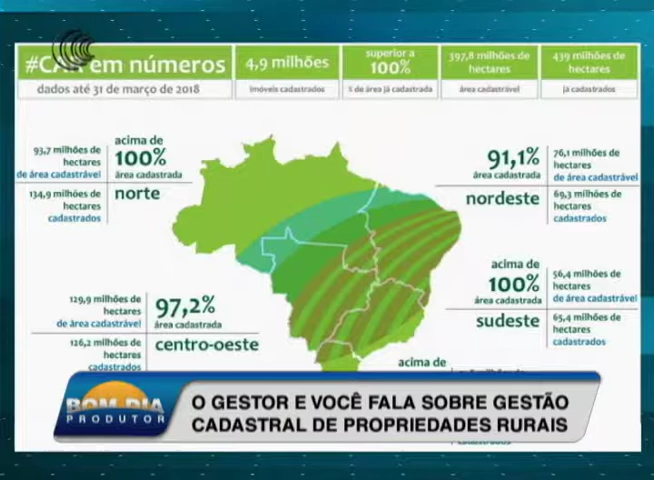 #CAR em números
dados até 31 de março de 2018
4,9 milhões
imóveis cadastrados
superior a
100%
% de área já cadastrada
397,8 milhões de
hectares
área cadastrável
439 milhões de
hectares
já cadastrados
93,7 milhões de
hectares
de área cadastrável
134,9 milhões de
hectares
cadastrados
acima de
100%
área cadastrada
norte
91,1%
área cadastrada
nordeste
76,1 milhões de
hectares
de área cadastrável
69,3 milhões de
hectares
cadastrados
129,9 milhões de
hectares
de área cadastrável
126,2 milhões de
hectares
cadastrados
97,2%
área cadastrada
centro-oeste
acima de
100%
área cadastrada
sudeste
56,4 milhões de
hectares
de área cadastrável
65,4 milhões de
hectares
cadastrados
acima de
BOM DIA
PRODUTOR
O GESTOR E VOCÊ FALA SOBRE GESTÃO
CADASTRAL DE PROPRIEDADES RURAIS